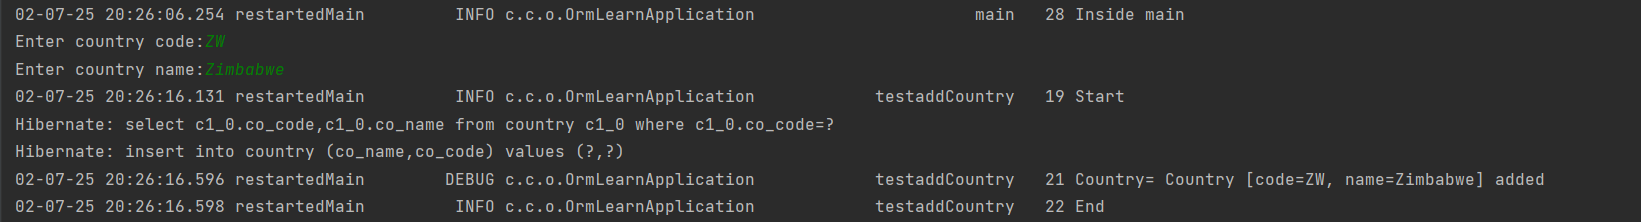 02-07-25 20:26:06.254 restartedMain         INFO c.c.o.OrmLearnApplication                      main   28 Inside main
Enter country code:ZW
Enter country name:Zimbabwe
02-07-25 20:26:16.131 restartedMain         INFO c.c.o.OrmLearnApplication            testaddCountry   19 Start
Hibernate: select c1_0.co_code,c1_0.co_name from country c1_0 where c1_0.co_code=?
Hibernate: insert into country (co_name,co_code) values (?,?)
02-07-25 20:26:16.596 restartedMain        DEBUG c.c.o.OrmLearnApplication            testaddCountry   21 Country= Country [code=ZW, name=Zimbabwe] added
02-07-25 20:26:16.598 restartedMain         INFO c.c.o.OrmLearnApplication            testaddCountry   22 End